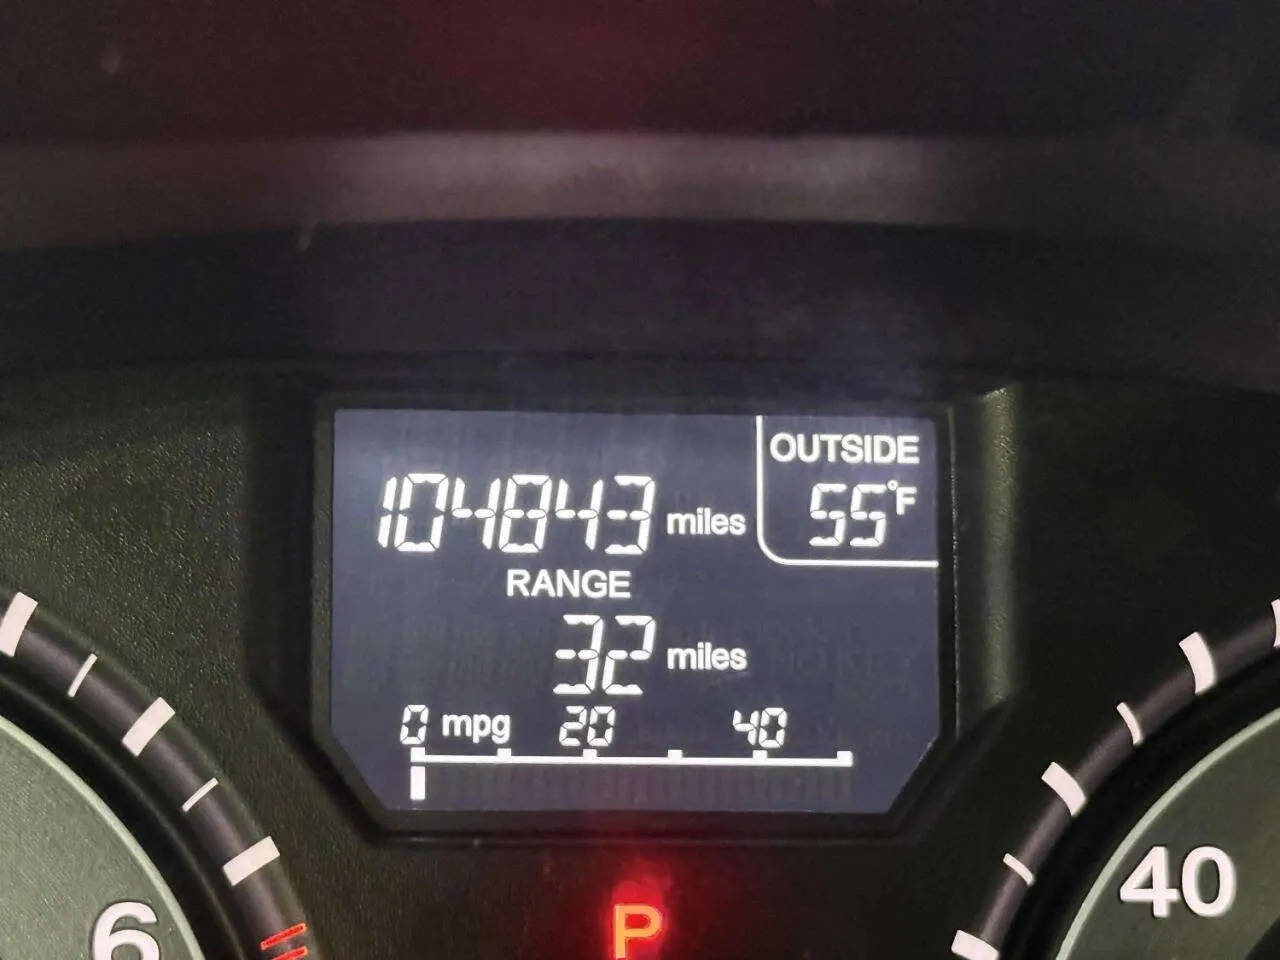 OUTSIDE
104843 miles
55°F
RANGE
32 miles
0 mpg 20 40
6
P
40